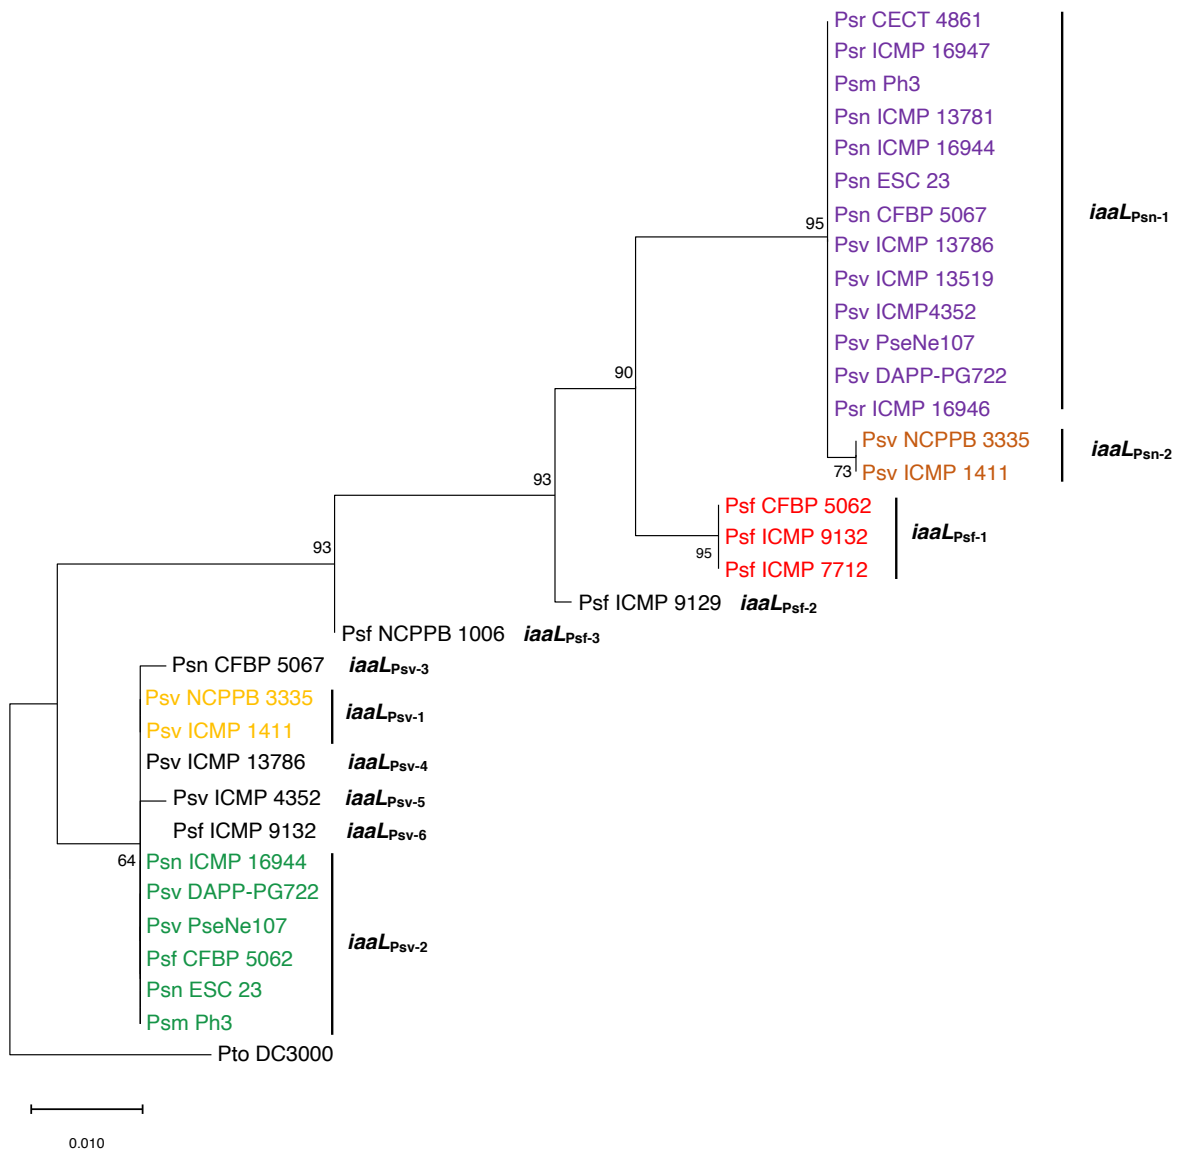 Psr CECT 4861
Psr ICMP 16947
Psm Ph3
Psn ICMP 13781
Psn ICMP 16944
Psn ESC 23
Psn CFBP 5067
iaaLPsn-1
95
Psv ICMP 13786
Psv ICMP 13519
Psv ICMP4352
Psv PseNe107
Psv DAPP-PG722
90
Psr ICMP 16946
Psv NCPPB 3335
iaaLPsn-2
73
Psv ICMP 1411
93
Psf CFBP 5062
Psf ICMP 9132
iaaLPsf-1
95
93
Psf ICMP 7712
Psf ICMP 9129 iaaLPsf-2
Psf NCPPB 1006 iaaLPsf-3
Psn CFBP 5067 iaaLPsv-3
Psv NCPPB 3335
iaaLPsv-1
Psv ICMP 1411
Psv ICMP 13786 iaaLPsv-4
Psv ICMP 4352 iaaLPsv-5
Psf ICMP 9132 iaaLPsv-6
64
Psn ICMP 16944
Psv DAPP-PG722
Psv PseNe107
iaaLPsv-2
Psf CFBP 5062
Psn ESC 23
Psm Ph3
Pto DC3000
0.010